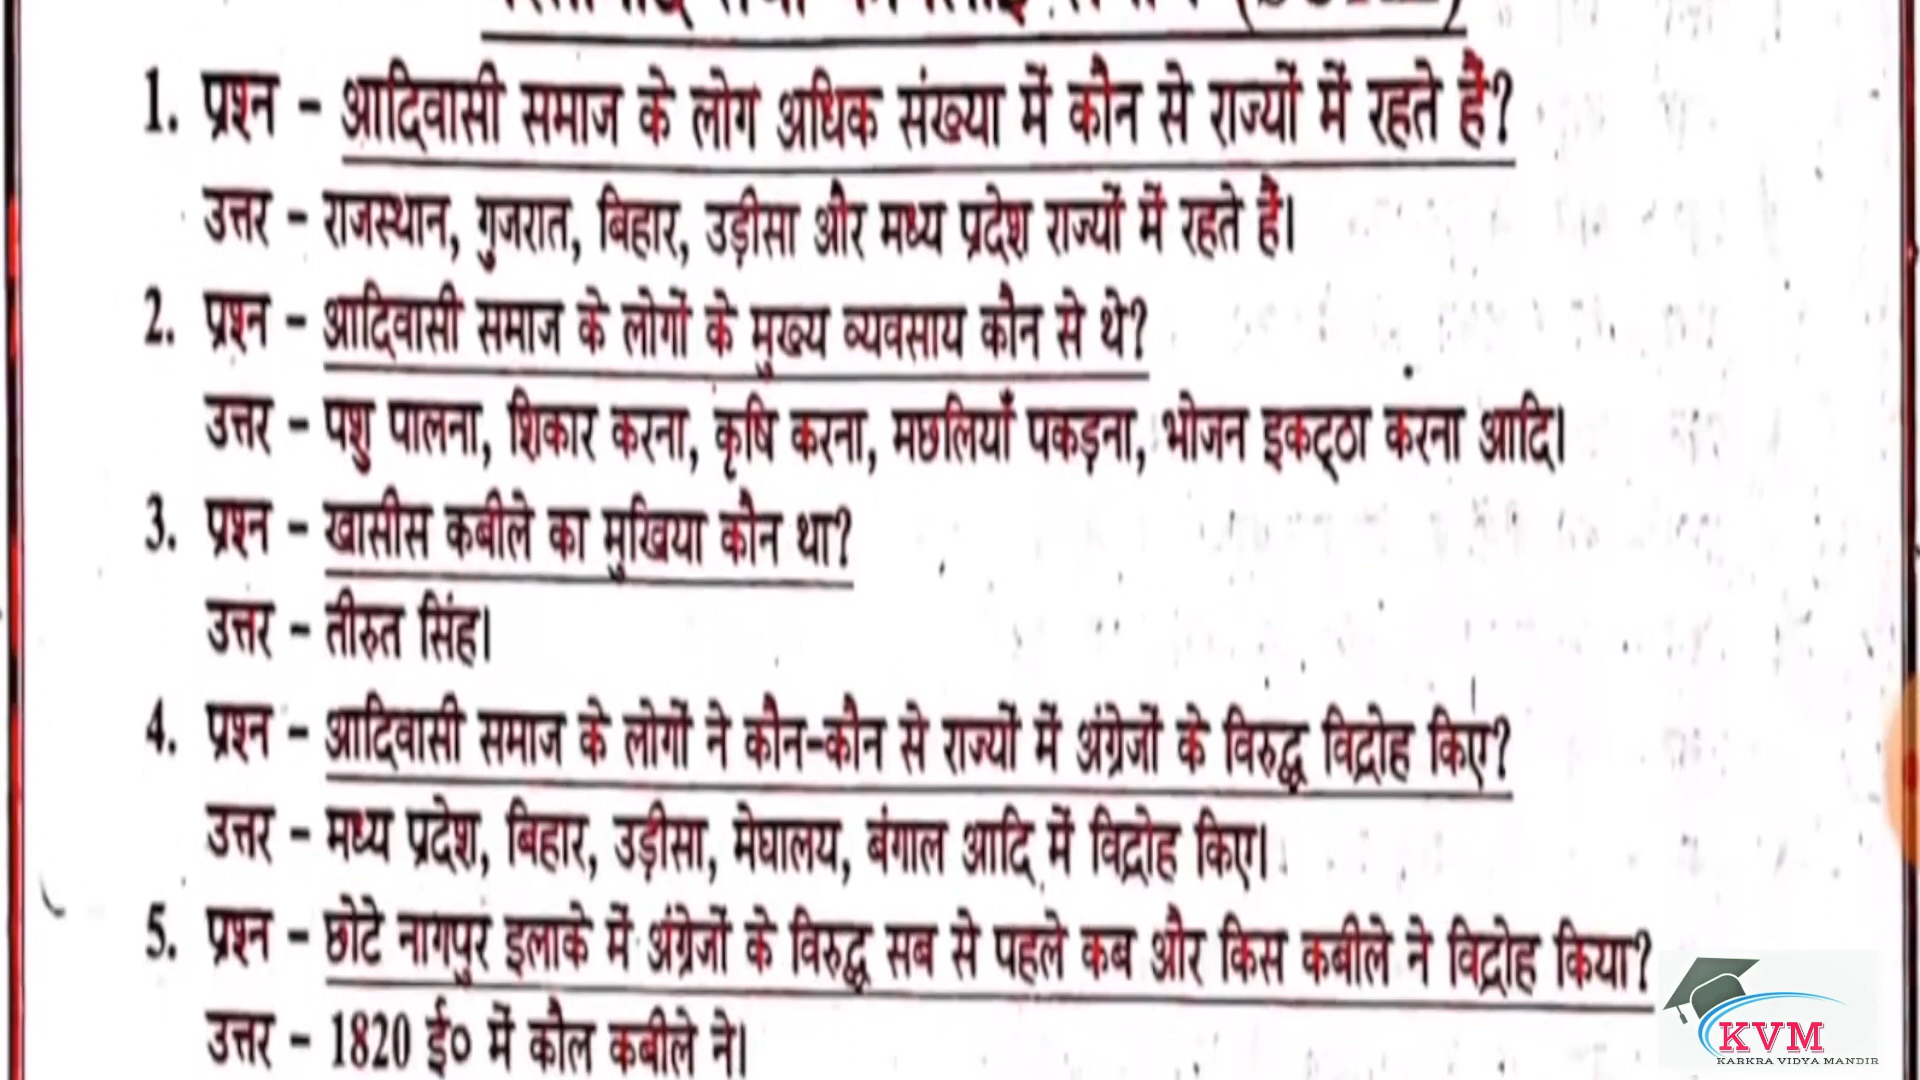 1. प्रश्न - आदिवासी समाज के लोग अधिक संख्या में कौन से राज्यों में रहते हैं?
उत्तर - राजस्थान, गुजरात, बिहार, उड़ीसा और मध्य प्रदेश राज्यों में रहते हैं।
2. प्रश्न - आदिवासी समाज के लोगों के मुख्य व्यवसाय कौन से थे?
उत्तर - पशु पालना, शिकार करना, कृषि करना, मछलियाँ पकड़ना, भोजन इकट्ठा करना आदि।
3. प्रश्न - खासीस कबीले का मुखिया कौन था?
उत्तर - तीरुत सिंह।
4. प्रश्न - आदिवासी समाज के लोगों ने कौन-कौन से राज्यों में अंग्रेजों के विरुद्ध विद्रोह किए?
उत्तर - मध्य प्रदेश, बिहार, उड़ीसा, मेघालय, बंगाल आदि में विद्रोह किए।
5. प्रश्न - छोटे नागपुर इलाके में अंग्रेजों के विरुद्ध सब से पहले कब और किस कबीले ने विद्रोह किया?
उत्तर - 1820 ई० में कौल कबीले ने।
KVM
KARKRA VIDYA MANDIR